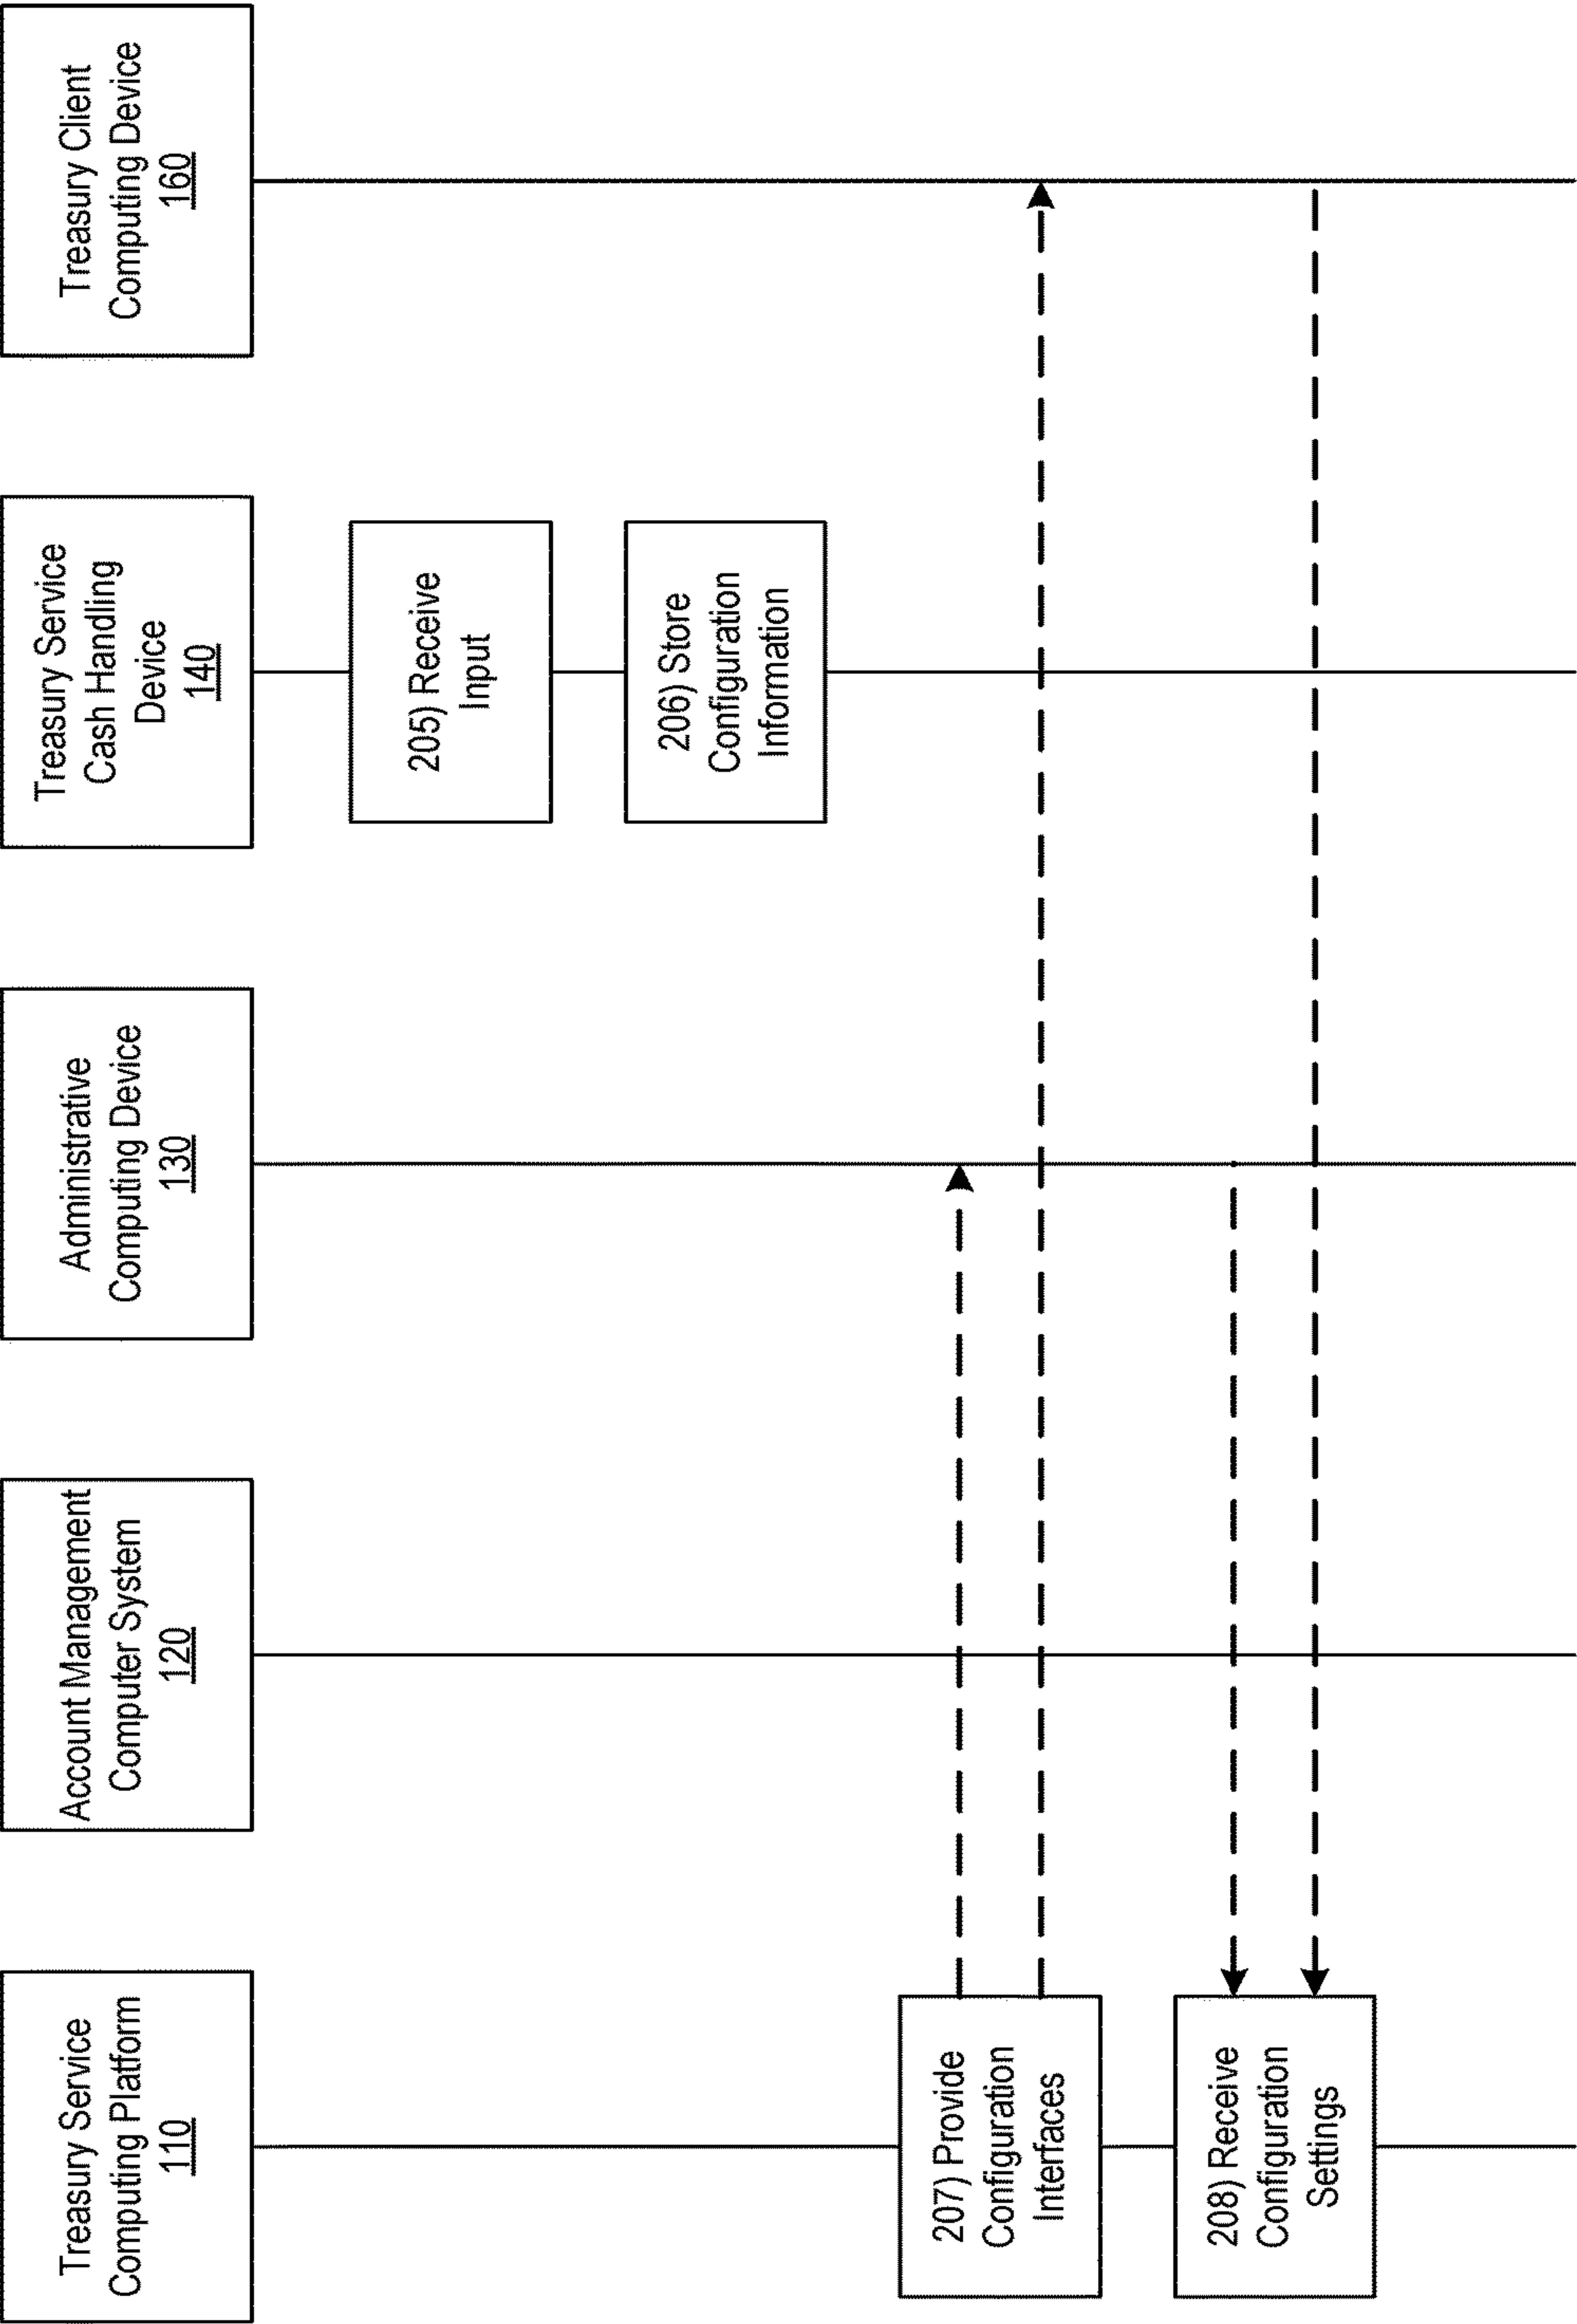 Treasury Service
Computing Platform
110
Account Management
Computer System
120
Administrative
Computing Device
130
Treasury Service
Cash Handling
Device
140
Treasury Client
Computing Device
160
205) Receive
Input
206) Store
Configuration
Information
207) Provide
Configuration
Interfaces
208) Receive
Configuration
Settings